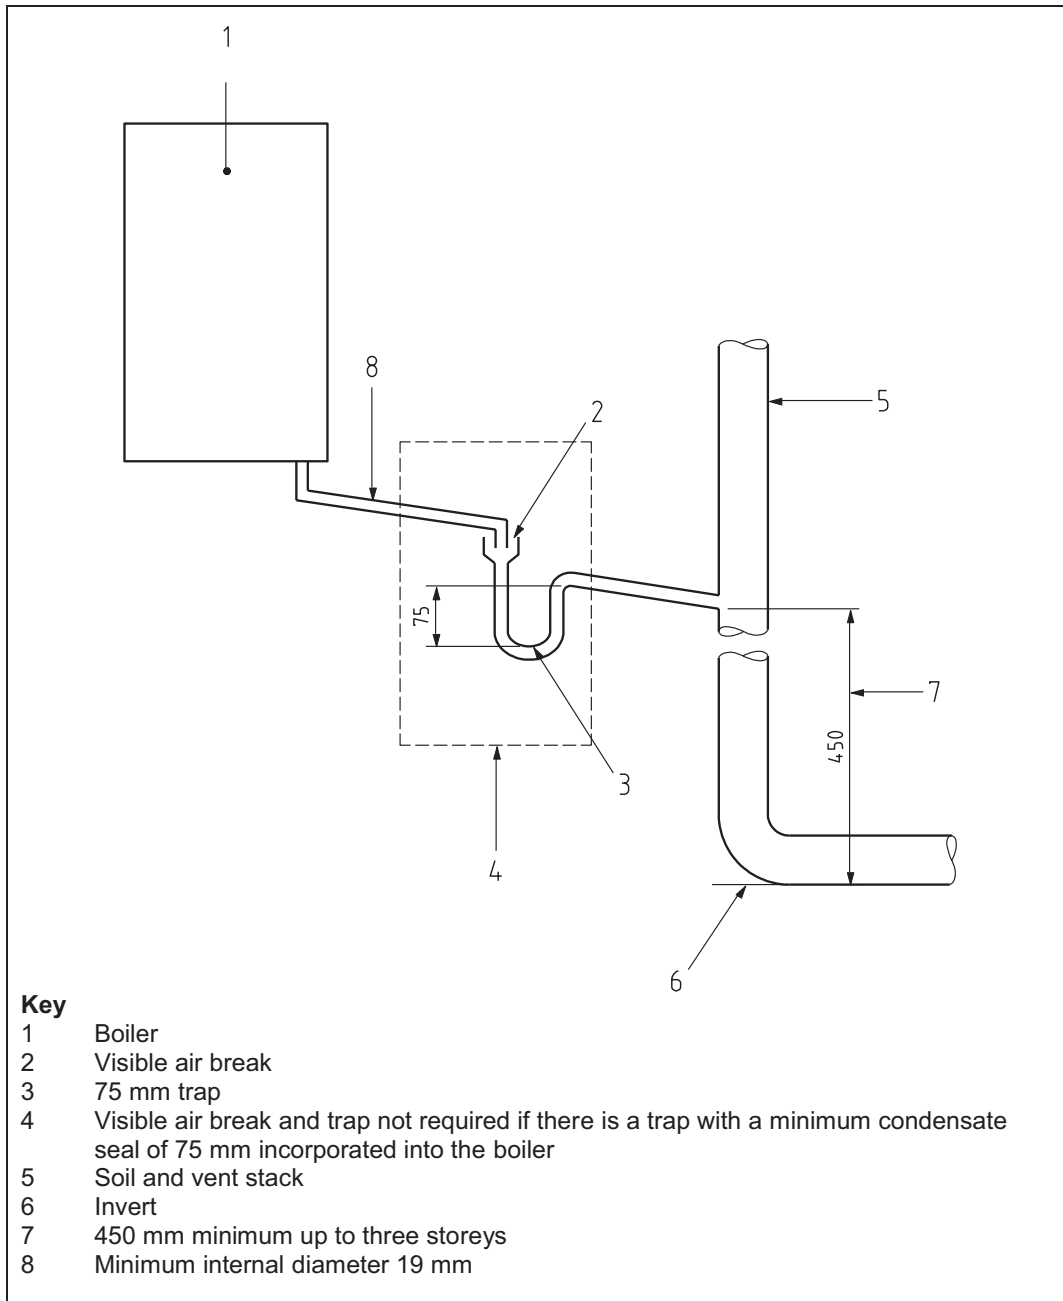 1
8
2
5
75
7
450
3
4
6
Key
1 Boiler
2 Visible air break
3 75 mm trap
4 Visible air break and trap not required if there is a trap with a minimum condensate
seal of 75 mm incorporated into the boiler
5 Soil and vent stack
6 Invert
7 450 mm minimum up to three storeys
8 Minimum internal diameter 19 mm